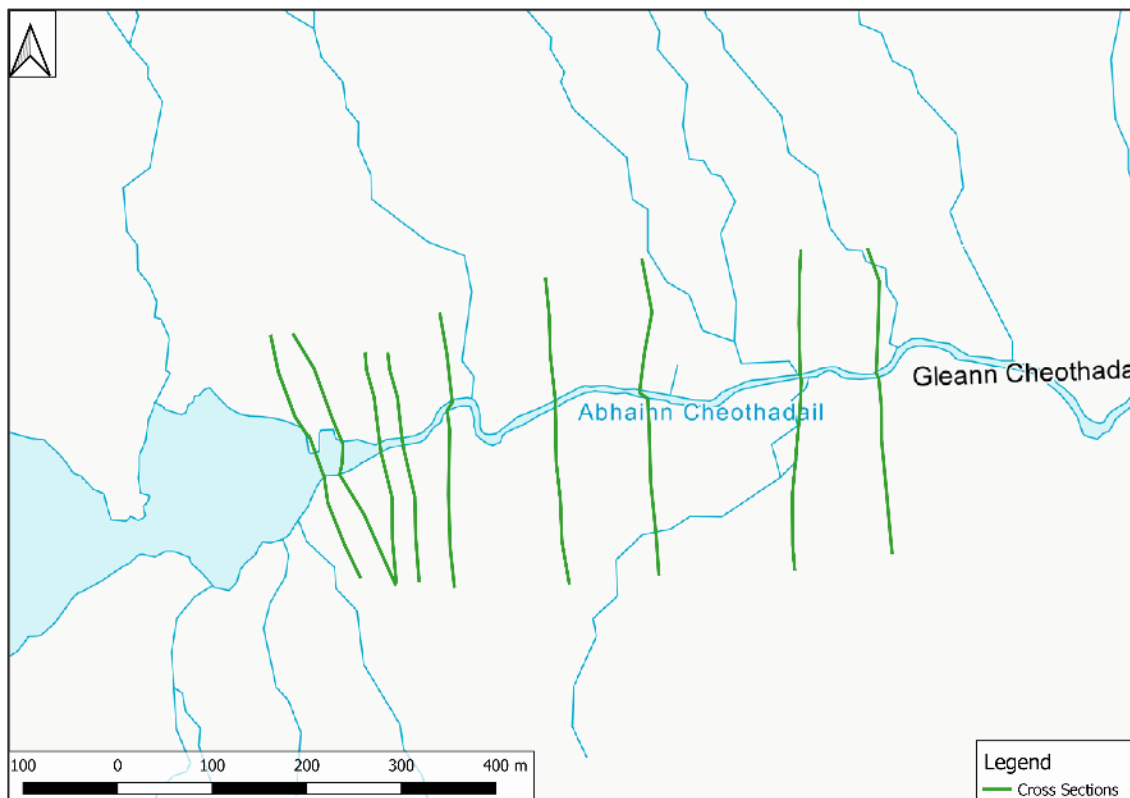 Gleann Cheothada
Abhainn Cheothadail
100 0 100 200 300 400 m
Legend
Cross Sections